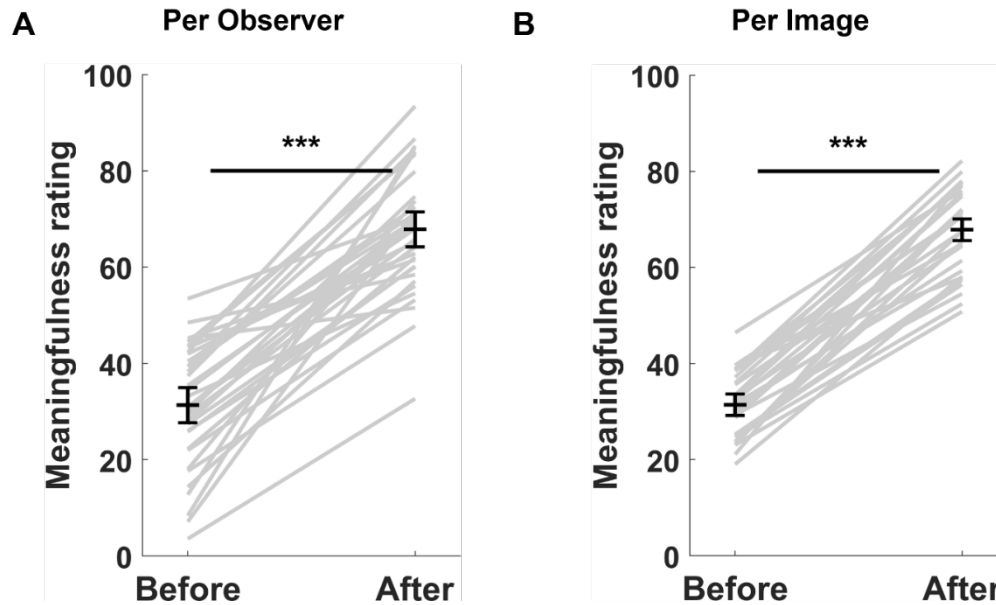 A
Per Observer
Meaningfulness rating
100
80
60
40
20
0
***
Before
After
B
Per Image
Meaningfulness rating
100
80
60
40
20
0
***
Before
After